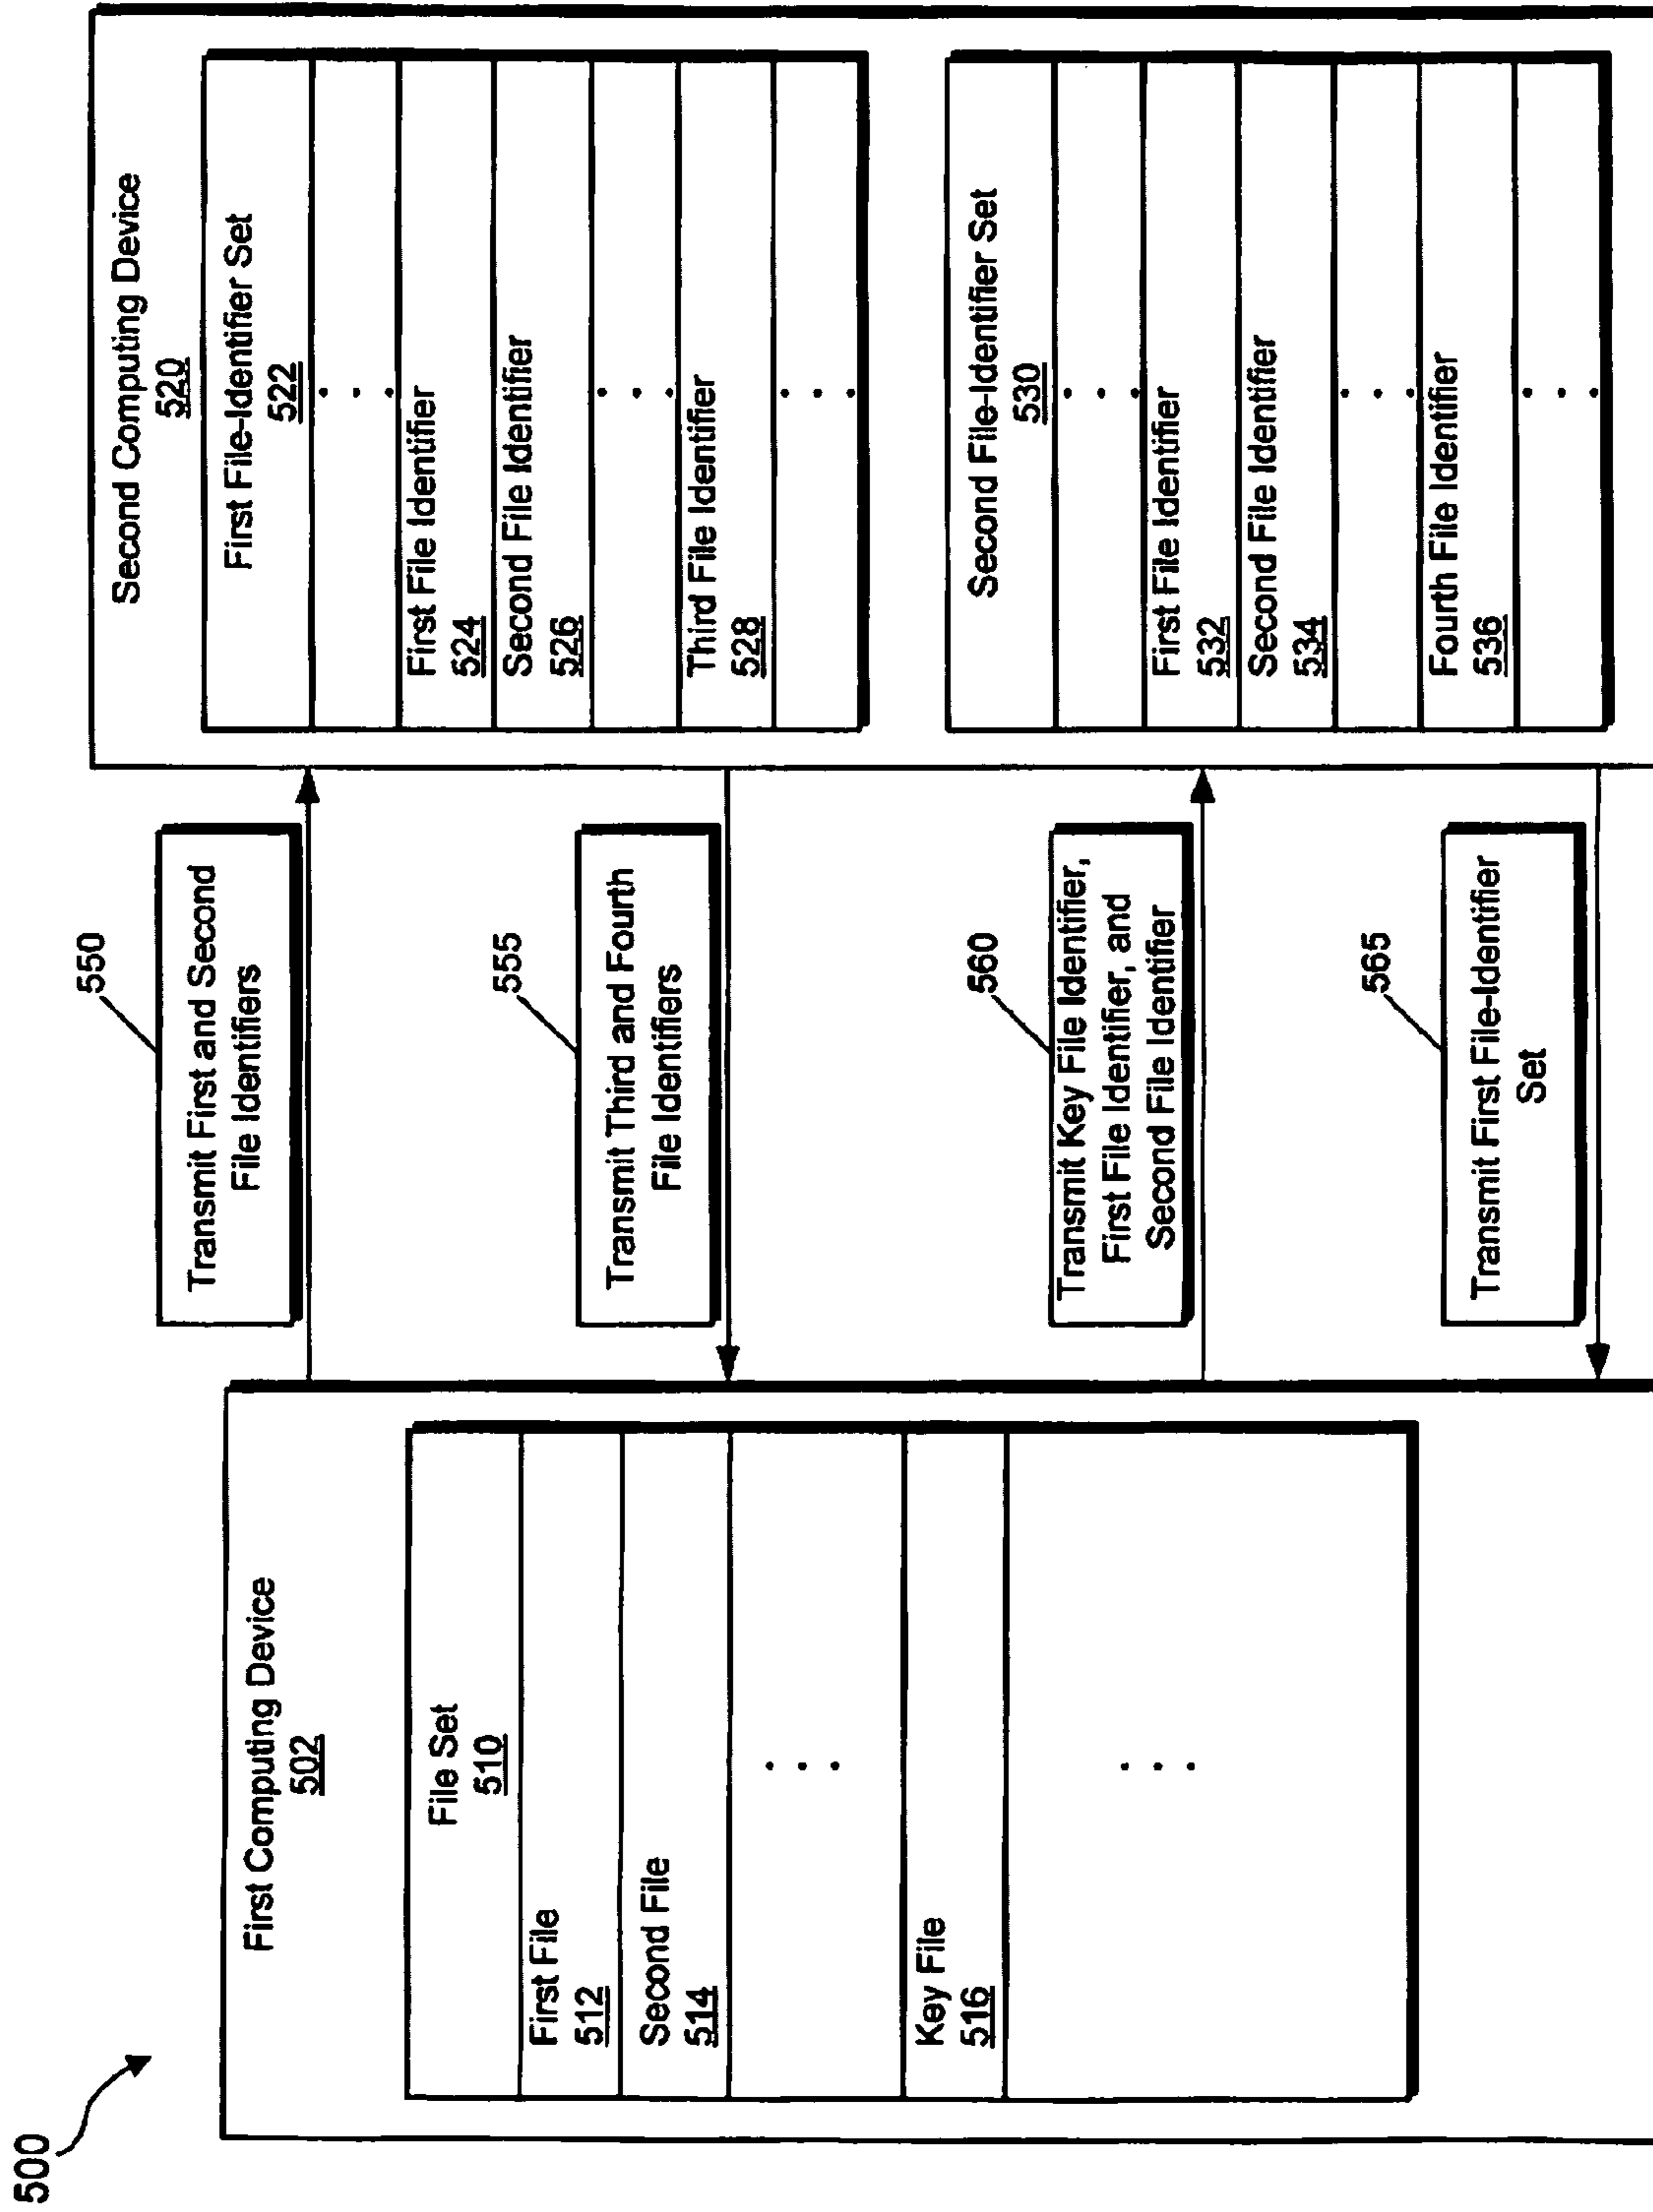 500
First Computing Device
502
File Set
510
First File
512
Second File
514
. . .
Key File
516
. . .
550
Transmit First and Second
File Identifiers
555
Transmit Third and Fourth
File Identifiers
560
Transmit Key File Identifier,
First File Identifier, and
Second File Identifier
565
Transmit First File-Identifier
Set
Second Computing Device
520
First File-Identifier Set
522
. . .
First File Identifier
524
Second File Identifier
526
. . .
Third File Identifier
528
. . .
Second File-Identifier Set
530
. . .
First File Identifier
532
Second File Identifier
534
. . .
Fourth File Identifier
536
. . .